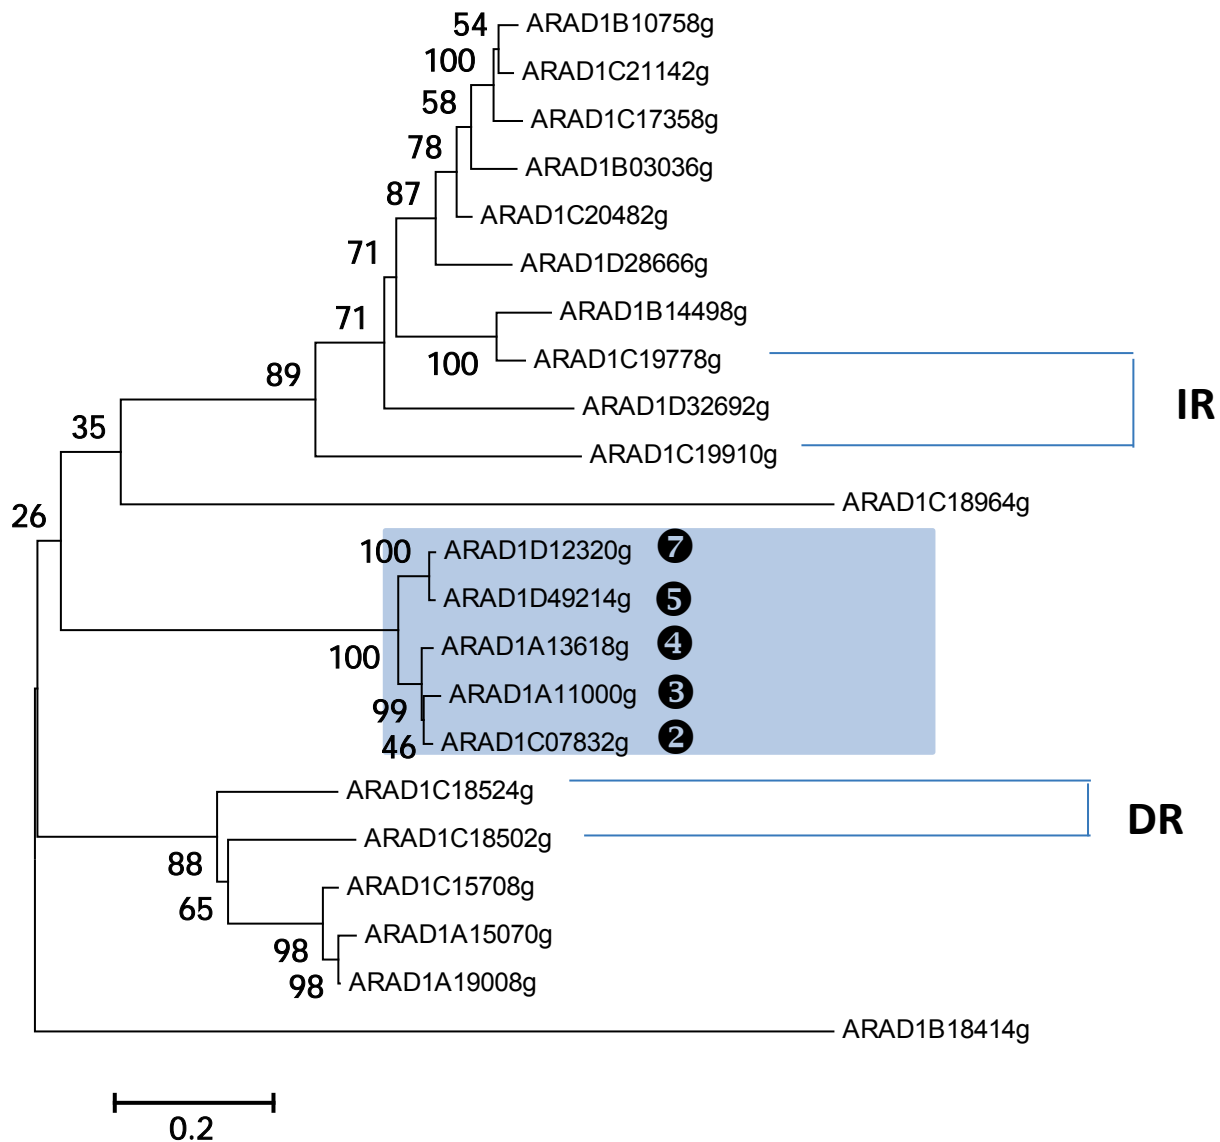 54 ARAD1B10758g
100 ARAD1C21142g
58 ARAD1C17358g
78 ARAD1B03036g
87 ARAD1C20482g
71 ARAD1D28666g
71 ARAD1B14498g
100 ARAD1C19778g
89 ARAD1D32692g
IR
35 ARAD1C19910g
26 ARAD1C18964g
100 ARAD1D12320g 7
ARAD1D49214g 5
100 ARAD1A13618g 4
99 ARAD1A11000g 3
46 ARAD1C07832g 2
ARAD1C18524g
DR
88 ARAD1C18502g
65 ARAD1C15708g
98 ARAD1A15070g
98 ARAD1A19008g
ARAD1B18414g
0.2